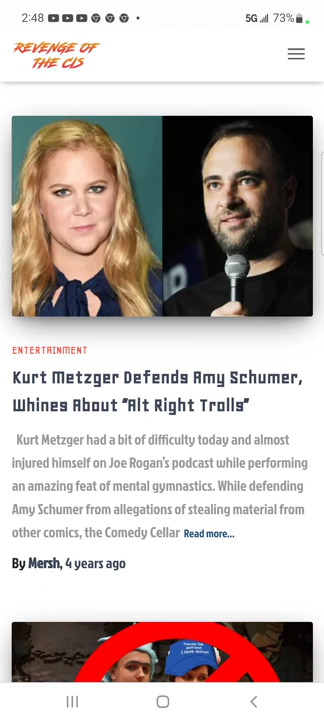 2:48
5G 73%
REVENGE OF
THE CIS
ENTERTAINMENT
Kurt Metzger Defends Amy Schumer,
Whines About "Alt Right Trolls"
Kurt Metzger had a bit of difficulty today and almost
injured himself on Joe Rogan's podcast while performing
an amazing feat of mental gymnastics. While defending
Amy Schumer from allegations of stealing material from
other comics, the Comedy Cellar Read more...
By Mersh, 4 years ago